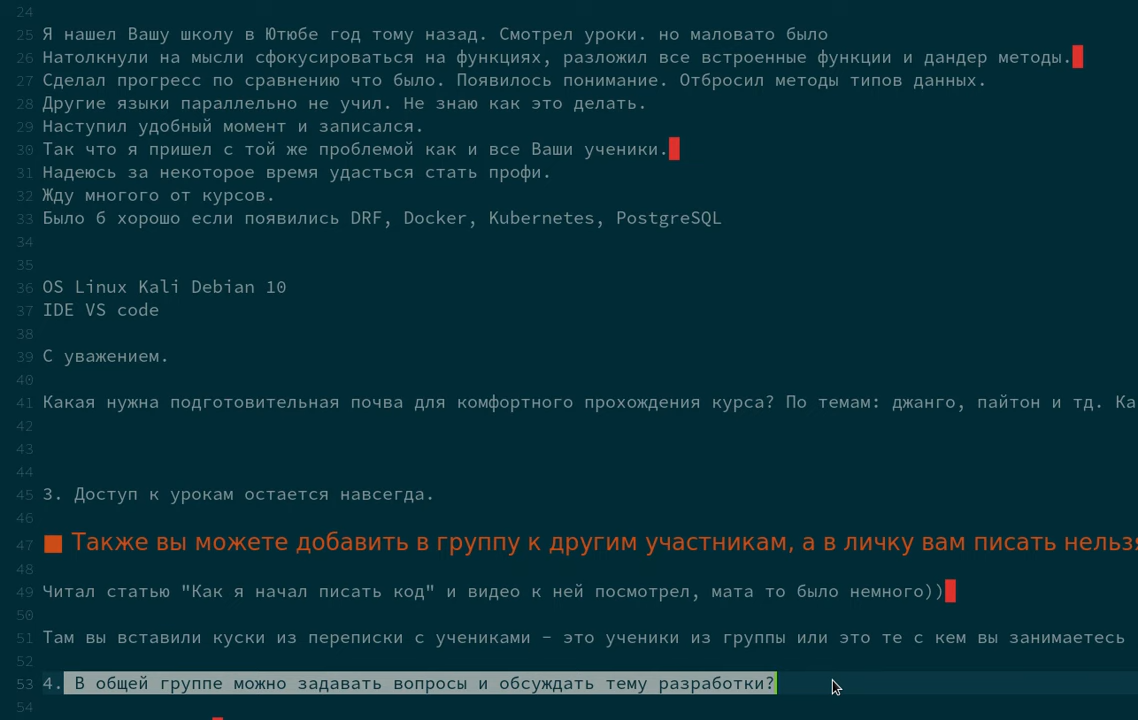 24
25 Я нашел Вашу школу в Ютюбе год тому назад. Смотрел уроки. но маловато было
26 Натолкнули на мысли сфокусироваться на функциях, разложил все встроенные функции и дандер методы.
27 Сделал прогресс по сравнению что было. Появилось понимание. Отбросил методы типов данных.
28 Другие языки параллельно не учил. Не знаю как это делать.
29 Наступил удобный момент и записался.
30 Так что я пришел с той же проблемой как и все Ваши ученики.
31 Надеюсь за некоторое время удасться стать профи.
32 Жду многого от курсов.
33 Было б хорошо если появились DRF, Docker, Kubernetes, PostgreSQL
34
35
36 OS Linux Kali Debian 10
37 IDE VS code
38
39 С уважением.
40
41 Какая нужна подготовительная почва для комфортного прохождения курса? По темам: джанго, пайтон и тд. Ка
42
43
44
45 3. Доступ к урокам остается навсегда.
46
47 Также вы можете добавить в группу к другим участникам, а в личку вам писать нельзя
48
49 Читал статью "Как я начал писать код" и видео к ней посмотрел, мата то было немного))
50
51 Там вы вставили куски из переписки с учениками - это ученики из группы или это те с кем вы занимаетесь
52
53 4. В общей группе можно задавать вопросы и обсуждать тему разработки?
54